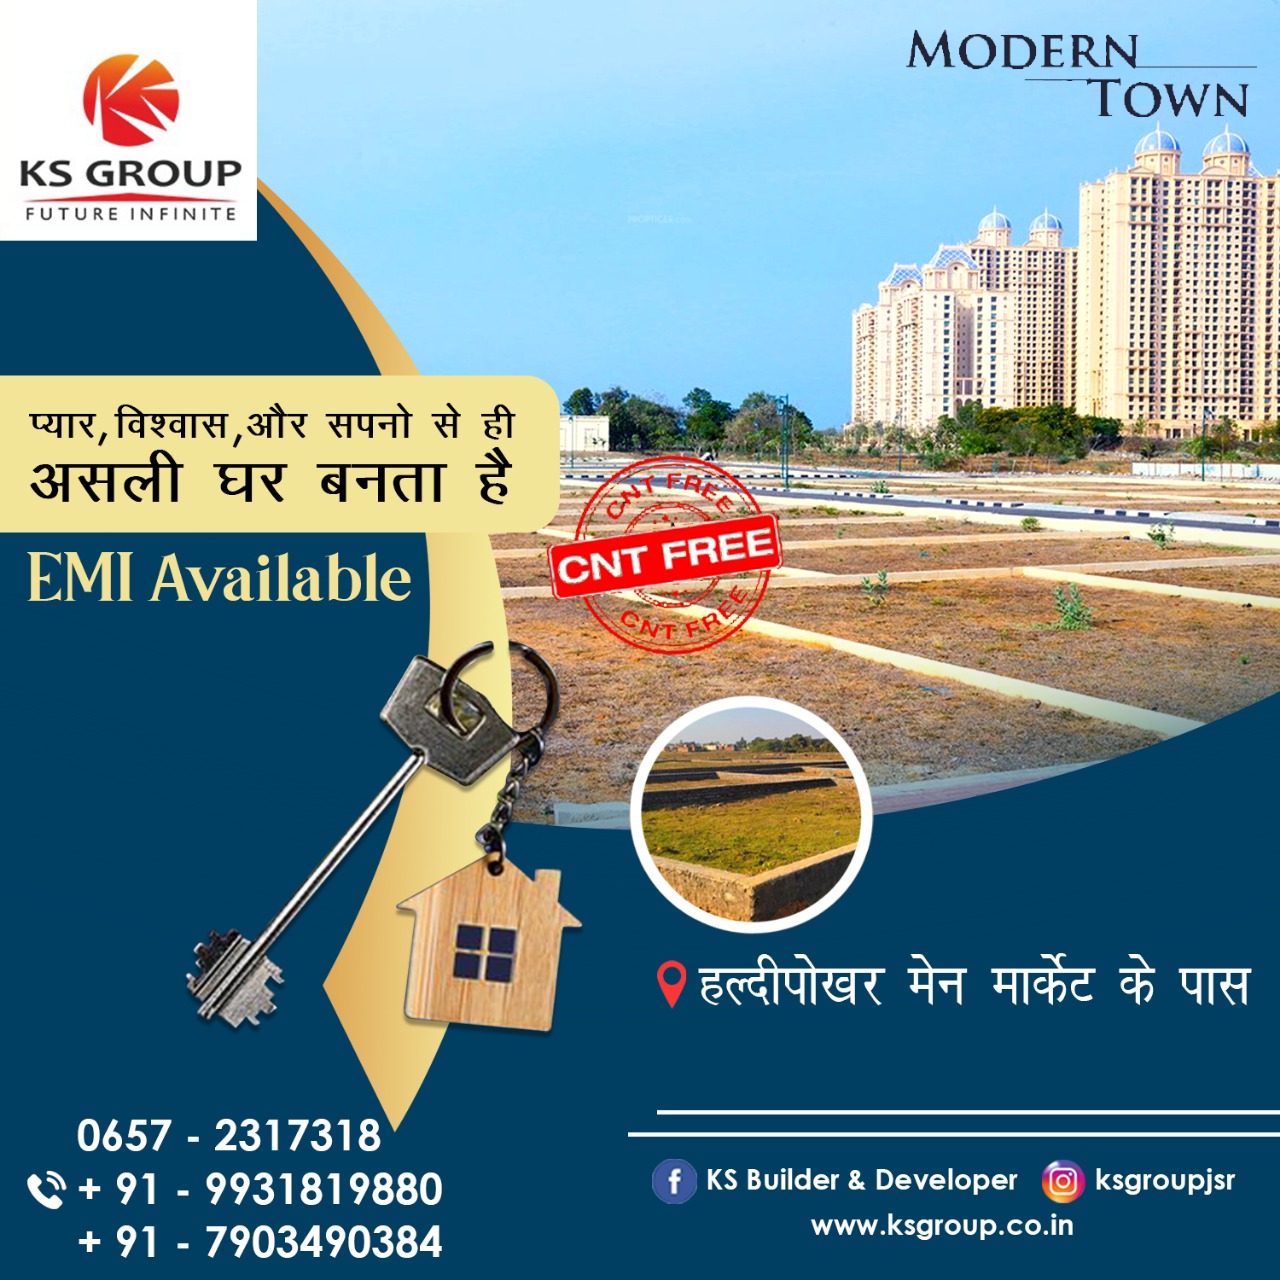 KS GROUP
FUTURE INFINITE
MODERN
TOWN
प्यार,विश्वास,और सपनो से ही
असली घर बनता है
EMI Available
CNT FREE
CNT FREE
CNT FREE
हल्दीपोखर मेन मार्केट के पास
0657 - 2317318
+ 91 - 9931819880
+ 91 - 7903490384
KS Builder & Developer
ksgroupjsr
www.ksgroup.co.in